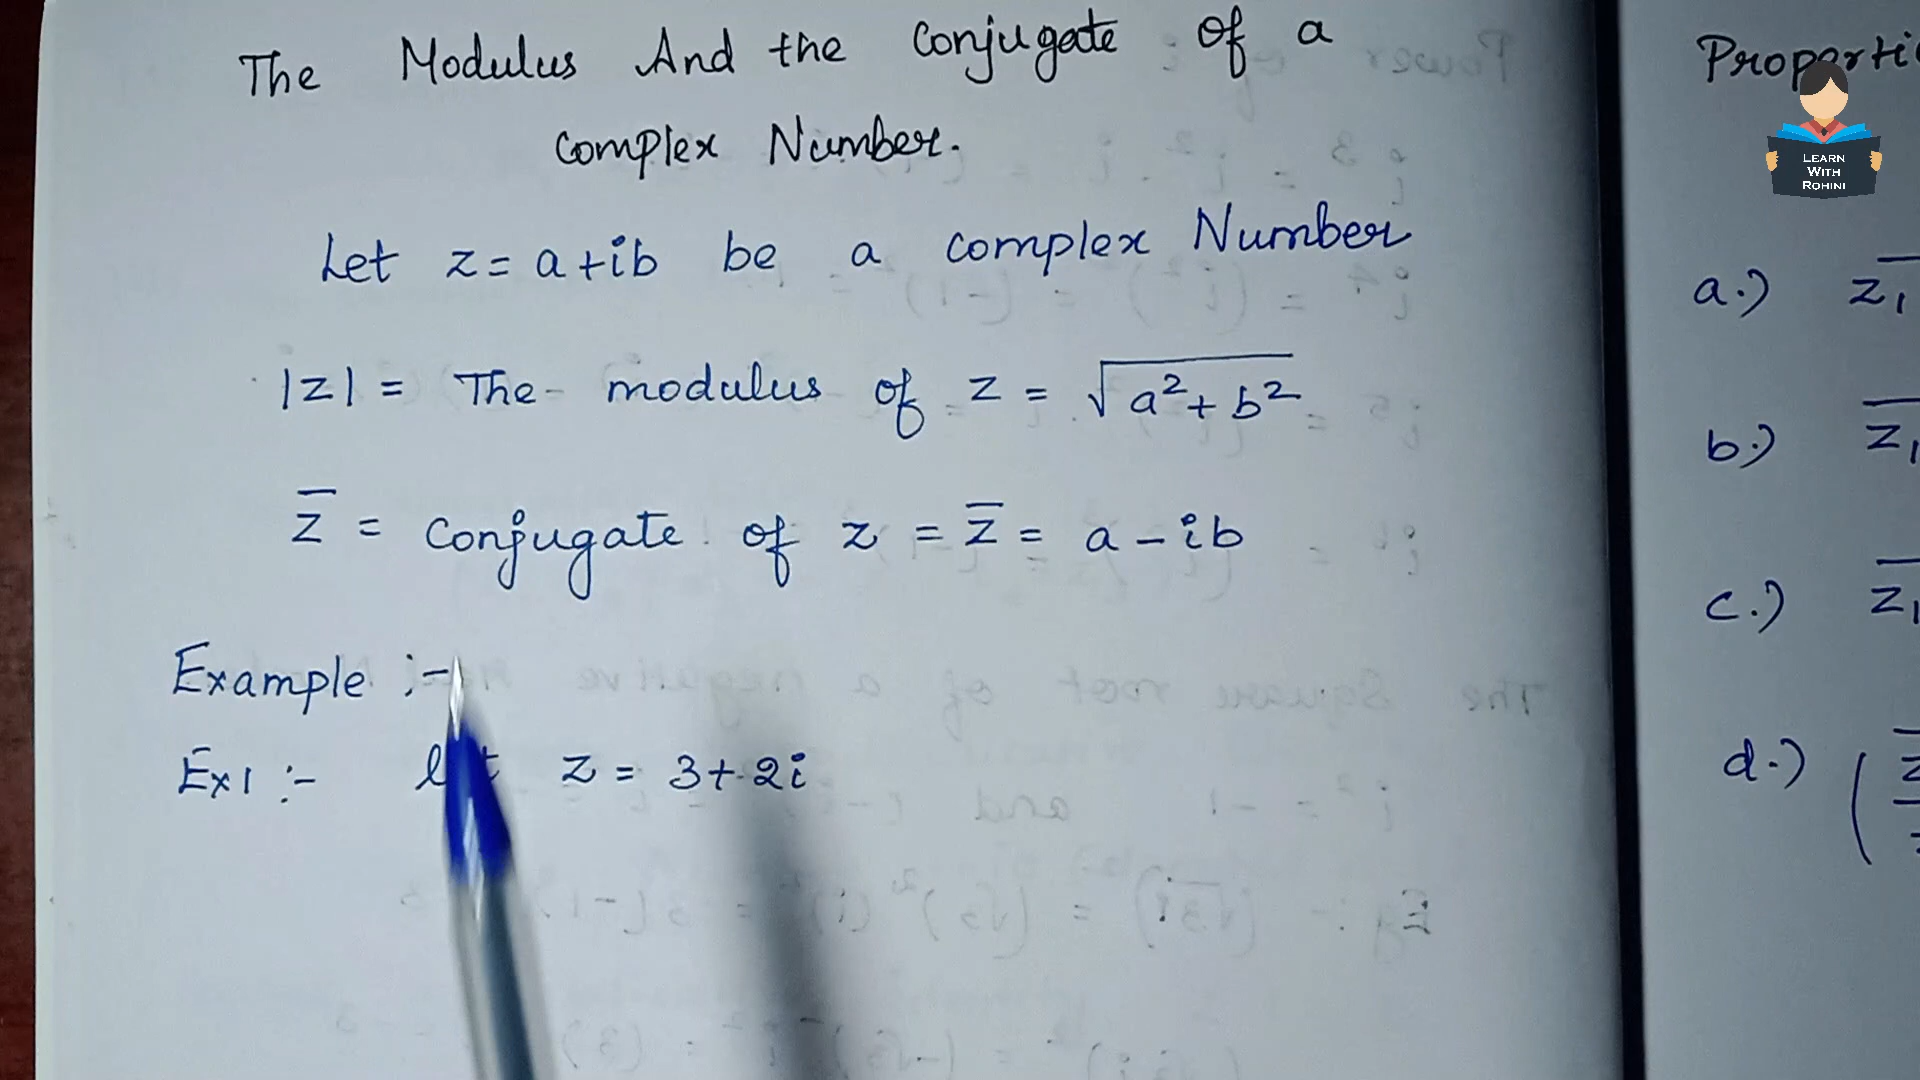 The Modulus And the Conjugate Of a
Complex Number.
Let z = a+ib be a complex Number
|z| = The modulus of z = √a²+b²
z̅ = Conjugate of z = z̅ = a-ib
Example :-
Ex1 :- let z = 3+2i
Properti
a.) z₁
b.) z₁
c.) z₁
d.) ( z
LEARN
WITH
ROHINI